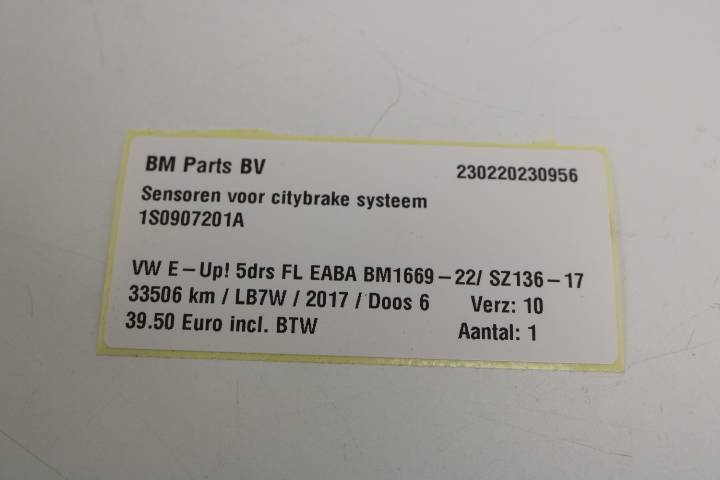 BM Parts BV 230220230956
Sensoren voor citybrake systeem
1S0907201A
VW E-Up! 5drs FL EABA BM1669-22/ SZ136-17
33506 km / LB7W / 2017 / Doos 6 Verz: 10
39.50 Euro incl. BTW Aantal: 1